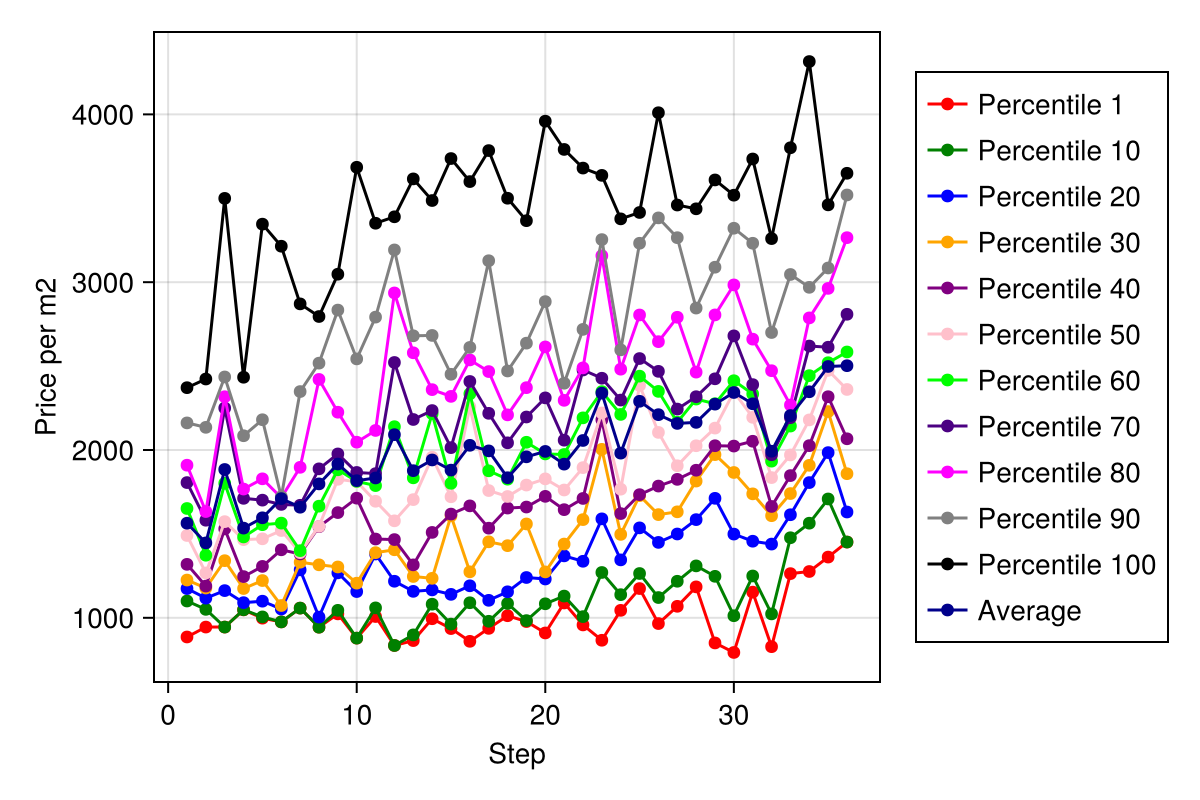 4000
3000
2000
1000
Price per m2
0 10 20 30
Step
Percentile 1
Percentile 10
Percentile 20
Percentile 30
Percentile 40
Percentile 50
Percentile 60
Percentile 70
Percentile 80
Percentile 90
Percentile 100
Average